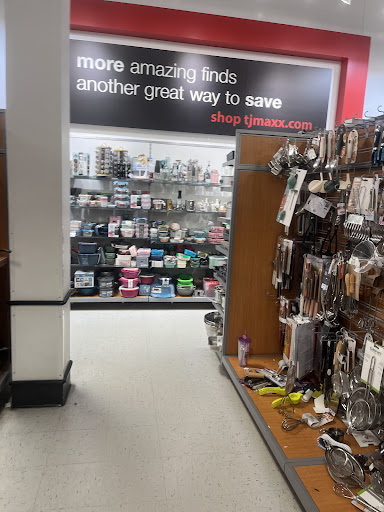 more amazing finds
another great way to save
shop tjmaxx.com